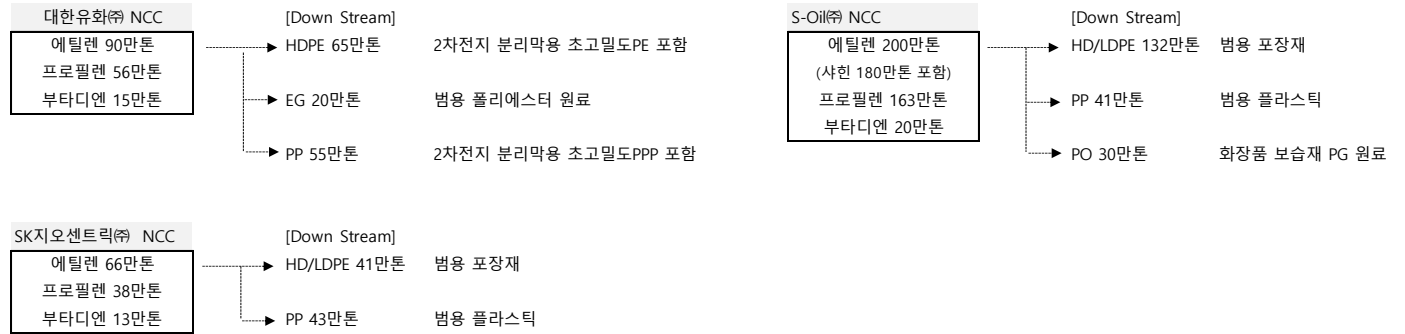 대한유화㈜ NCC
[Down Stream]
에틸렌 90만톤
HDPE 65만톤
2차전지 분리막용 초고밀도PE 포함
프로필렌 56만톤
부타디엔 15만톤
EG 20만톤
범용 폴리에스터 원료
PP 55만톤
2차전지 분리막용 초고밀도PPP 포함
S-Oil㈜ NCC
[Down Stream]
에틸렌 200만톤
HD/LDPE 132만톤
범용 포장재
(샤힌 180만톤 포함)
프로필렌 163만톤
PP 41만톤
범용 플라스틱
부타디엔 20만톤
PO 30만톤
화장품 보습재 PG 원료
SK지오센트릭㈜ NCC
[Down Stream]
에틸렌 66만톤
HD/LDPE 41만톤
범용 포장재
프로필렌 38만톤
부타디엔 13만톤
PP 43만톤
범용 플라스틱